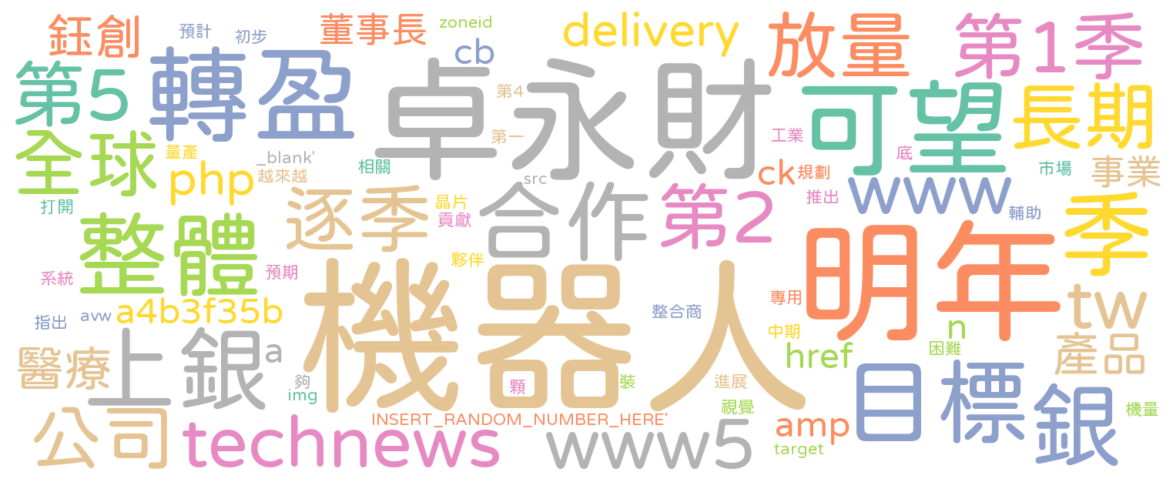 鈺創
預計
初步
董事長
zoneid
cb
delivery
放量
第1季
第5
轉盈
卓永財
第4
第一
可望
長期
全球
量產
php
_blank'
越來越
相關
src
工業
底
ck
規劃
市場
事業
打開
整體
逐季
晶片
貢獻
合作
第2
推出
www
輔助
季
系統
預期
夥伴
機器人
明年
指出
avw
a4b3f35b
整合商
專用
中期
tw
n
困難
href
產品
醫療
上銀
a
夠
img
顆
裝
進展
視覺
目標
銀
機量
公司
technews
INSERT_RANDOM_NUMBER_HERE'
www5
amp
target